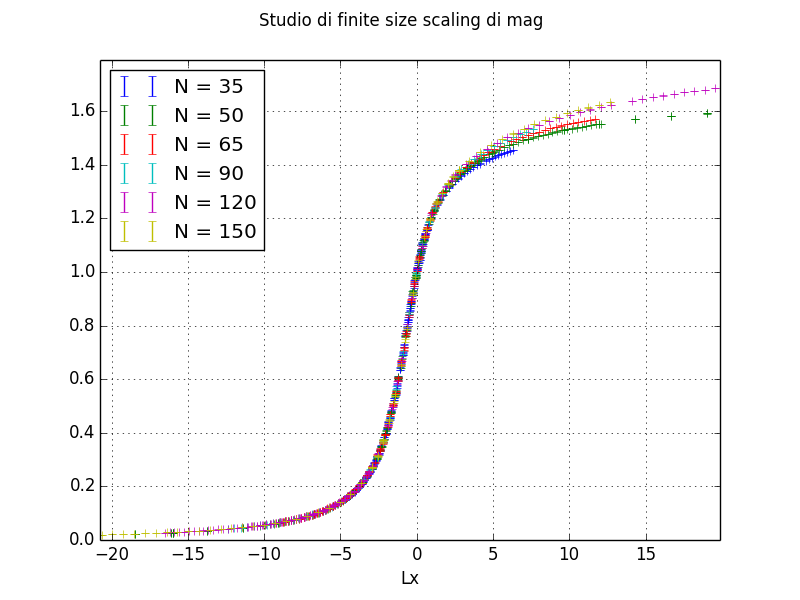 Studio di finite size scaling di mag
N = 35
N = 50
N = 65
N = 90
N = 120
N = 150
1.6
1.4
1.2
1.0
0.8
0.6
0.4
0.2
0.0
−20 −15 −10 −5 0 5 10 15
Lx